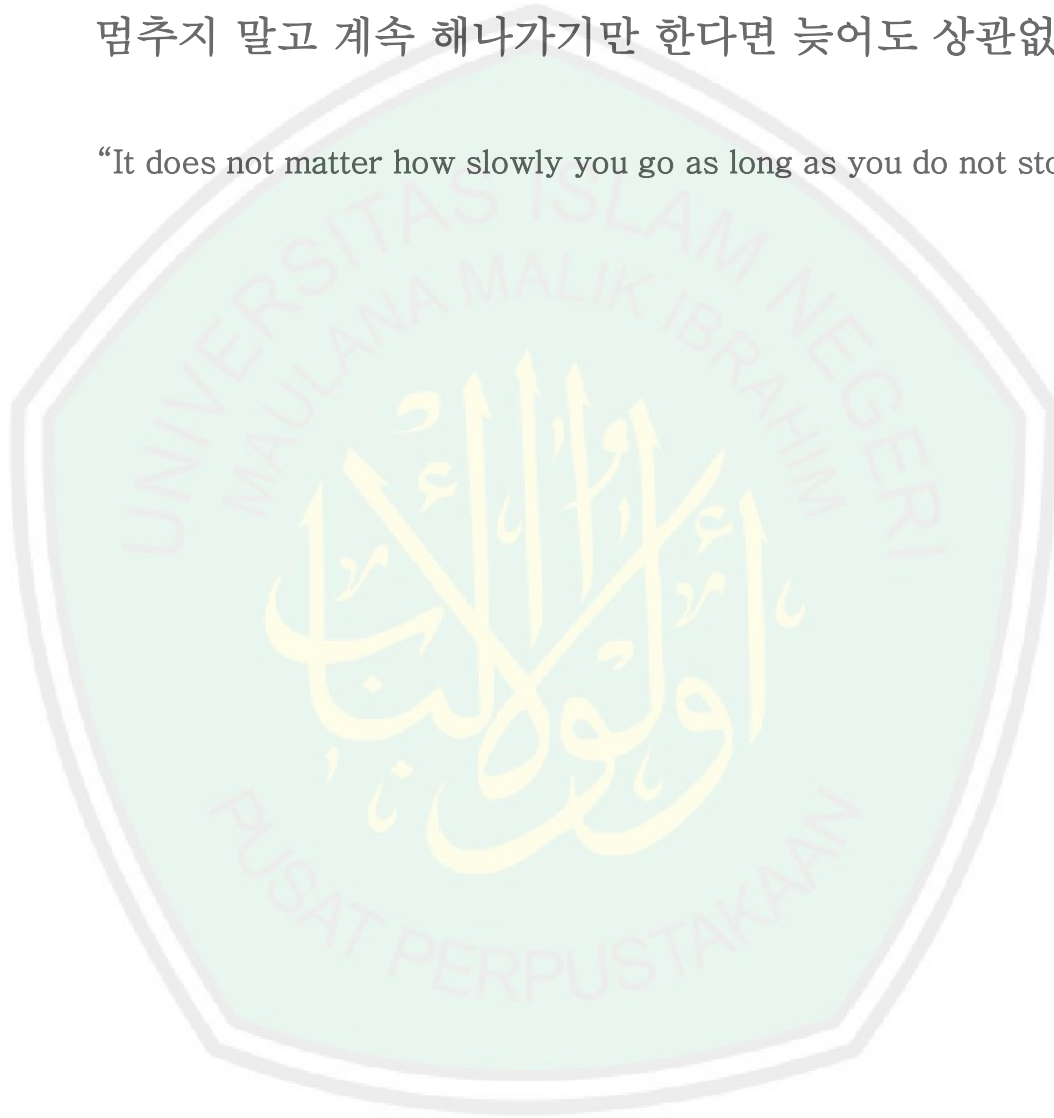 멈추지 말고 계속 해나가기만 한다면 늦어도 상관없
“It does not matter how slowly you go as long as you do not sto
UNIVERSITAS ISLAM NEGERI
MAULANA MALIK IBRAHIM
أولو الألباب
PUSAT PERPUSTAKAAN